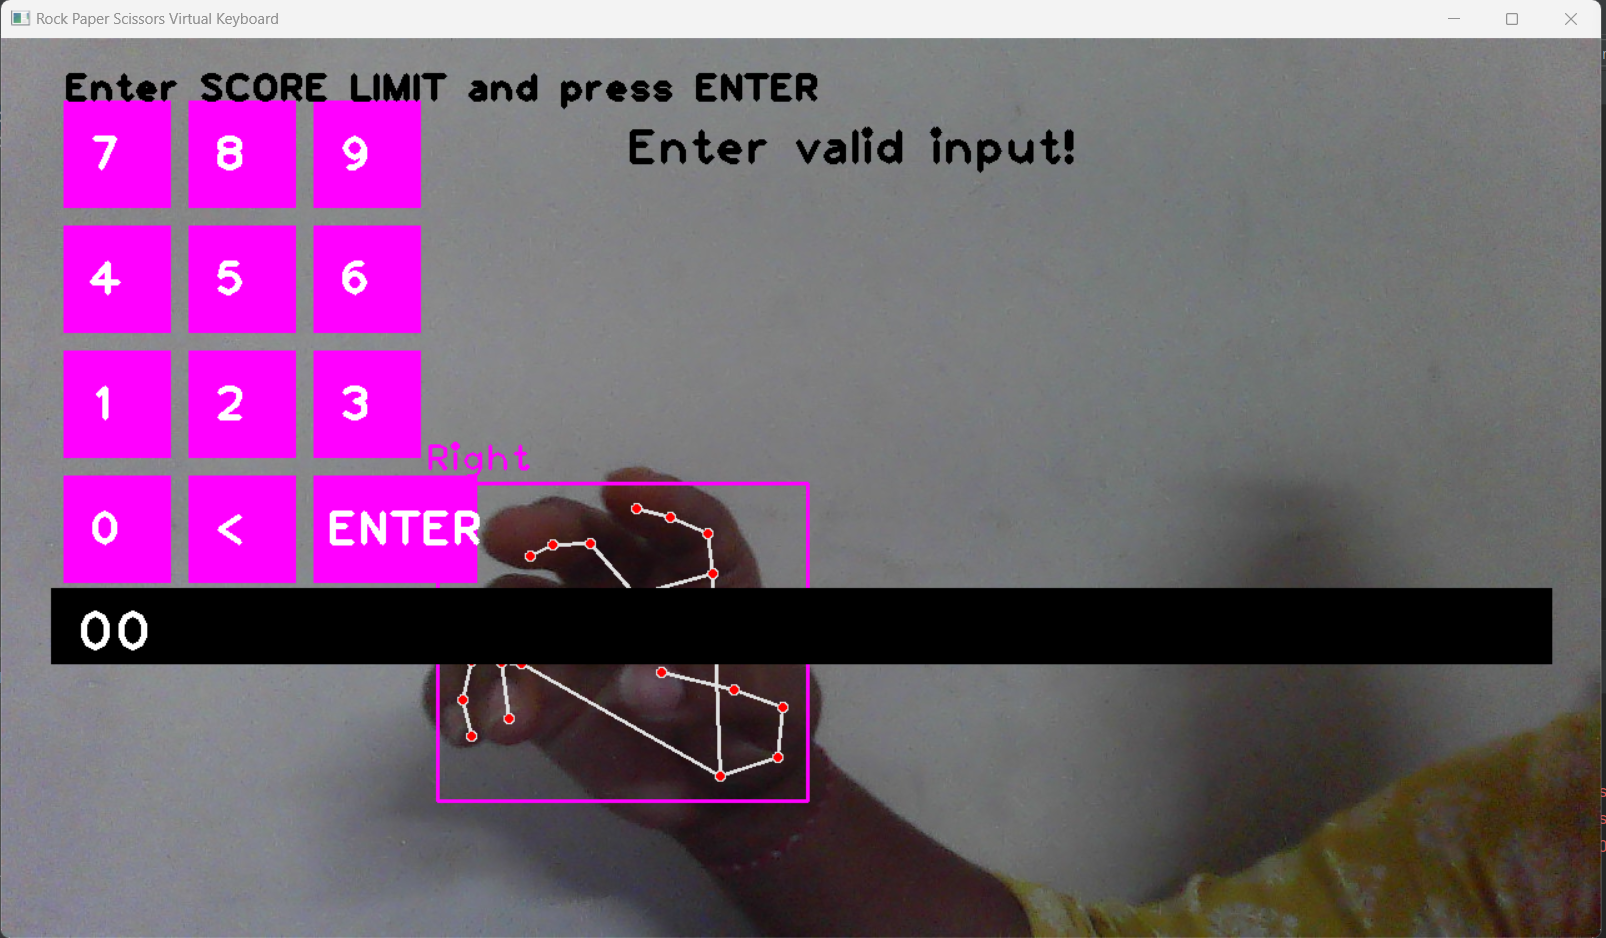 Rock Paper Scissors Virtual Keyboard
Enter SCORE LIMIT and press ENTER
Enter valid input!
7 8 9
4 5 6
1 2 3
Right
0 < ENTER
00